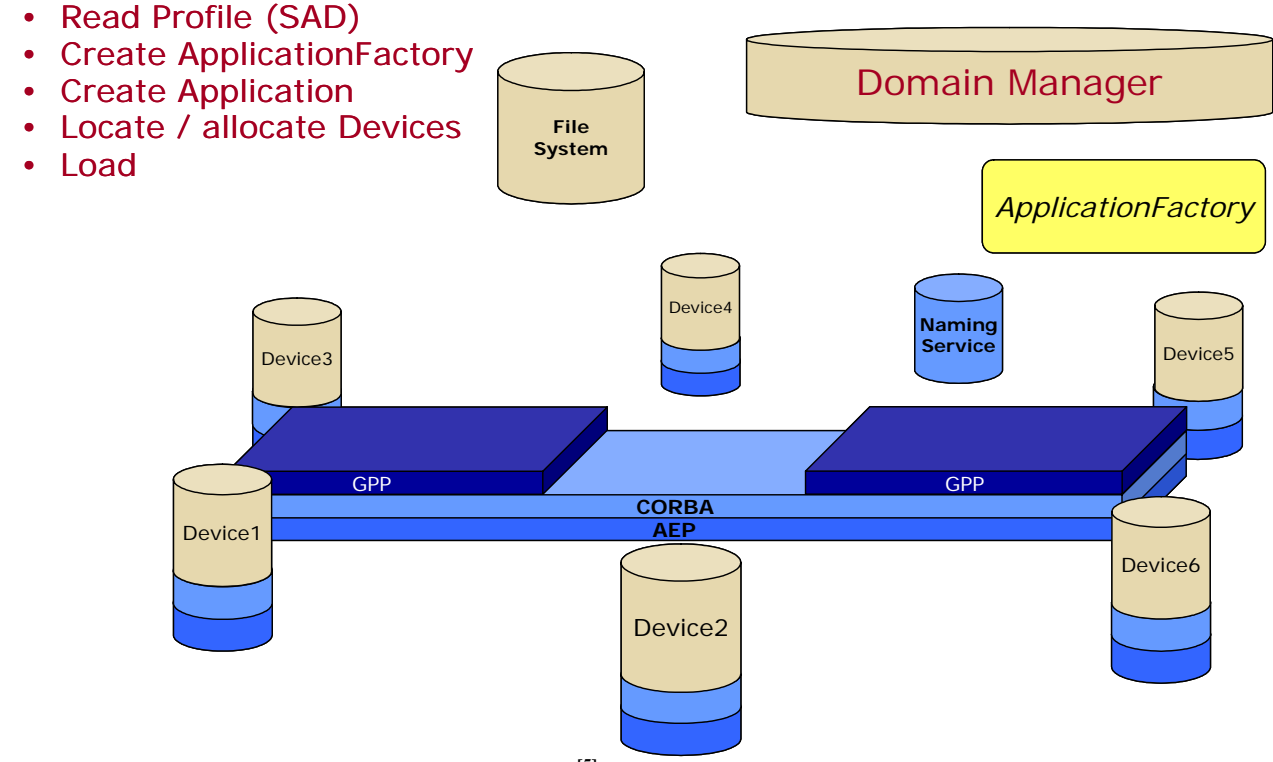 • Read Profile (SAD)
• Create ApplicationFactory
• Create Application
• Locate / allocate Devices
• Load
File
System
Domain Manager
ApplicationFactory
Device4
Naming
Service
Device3
Device5
GPP
GPP
CORBA
AEP
Device1
Device6
Device2
[5]